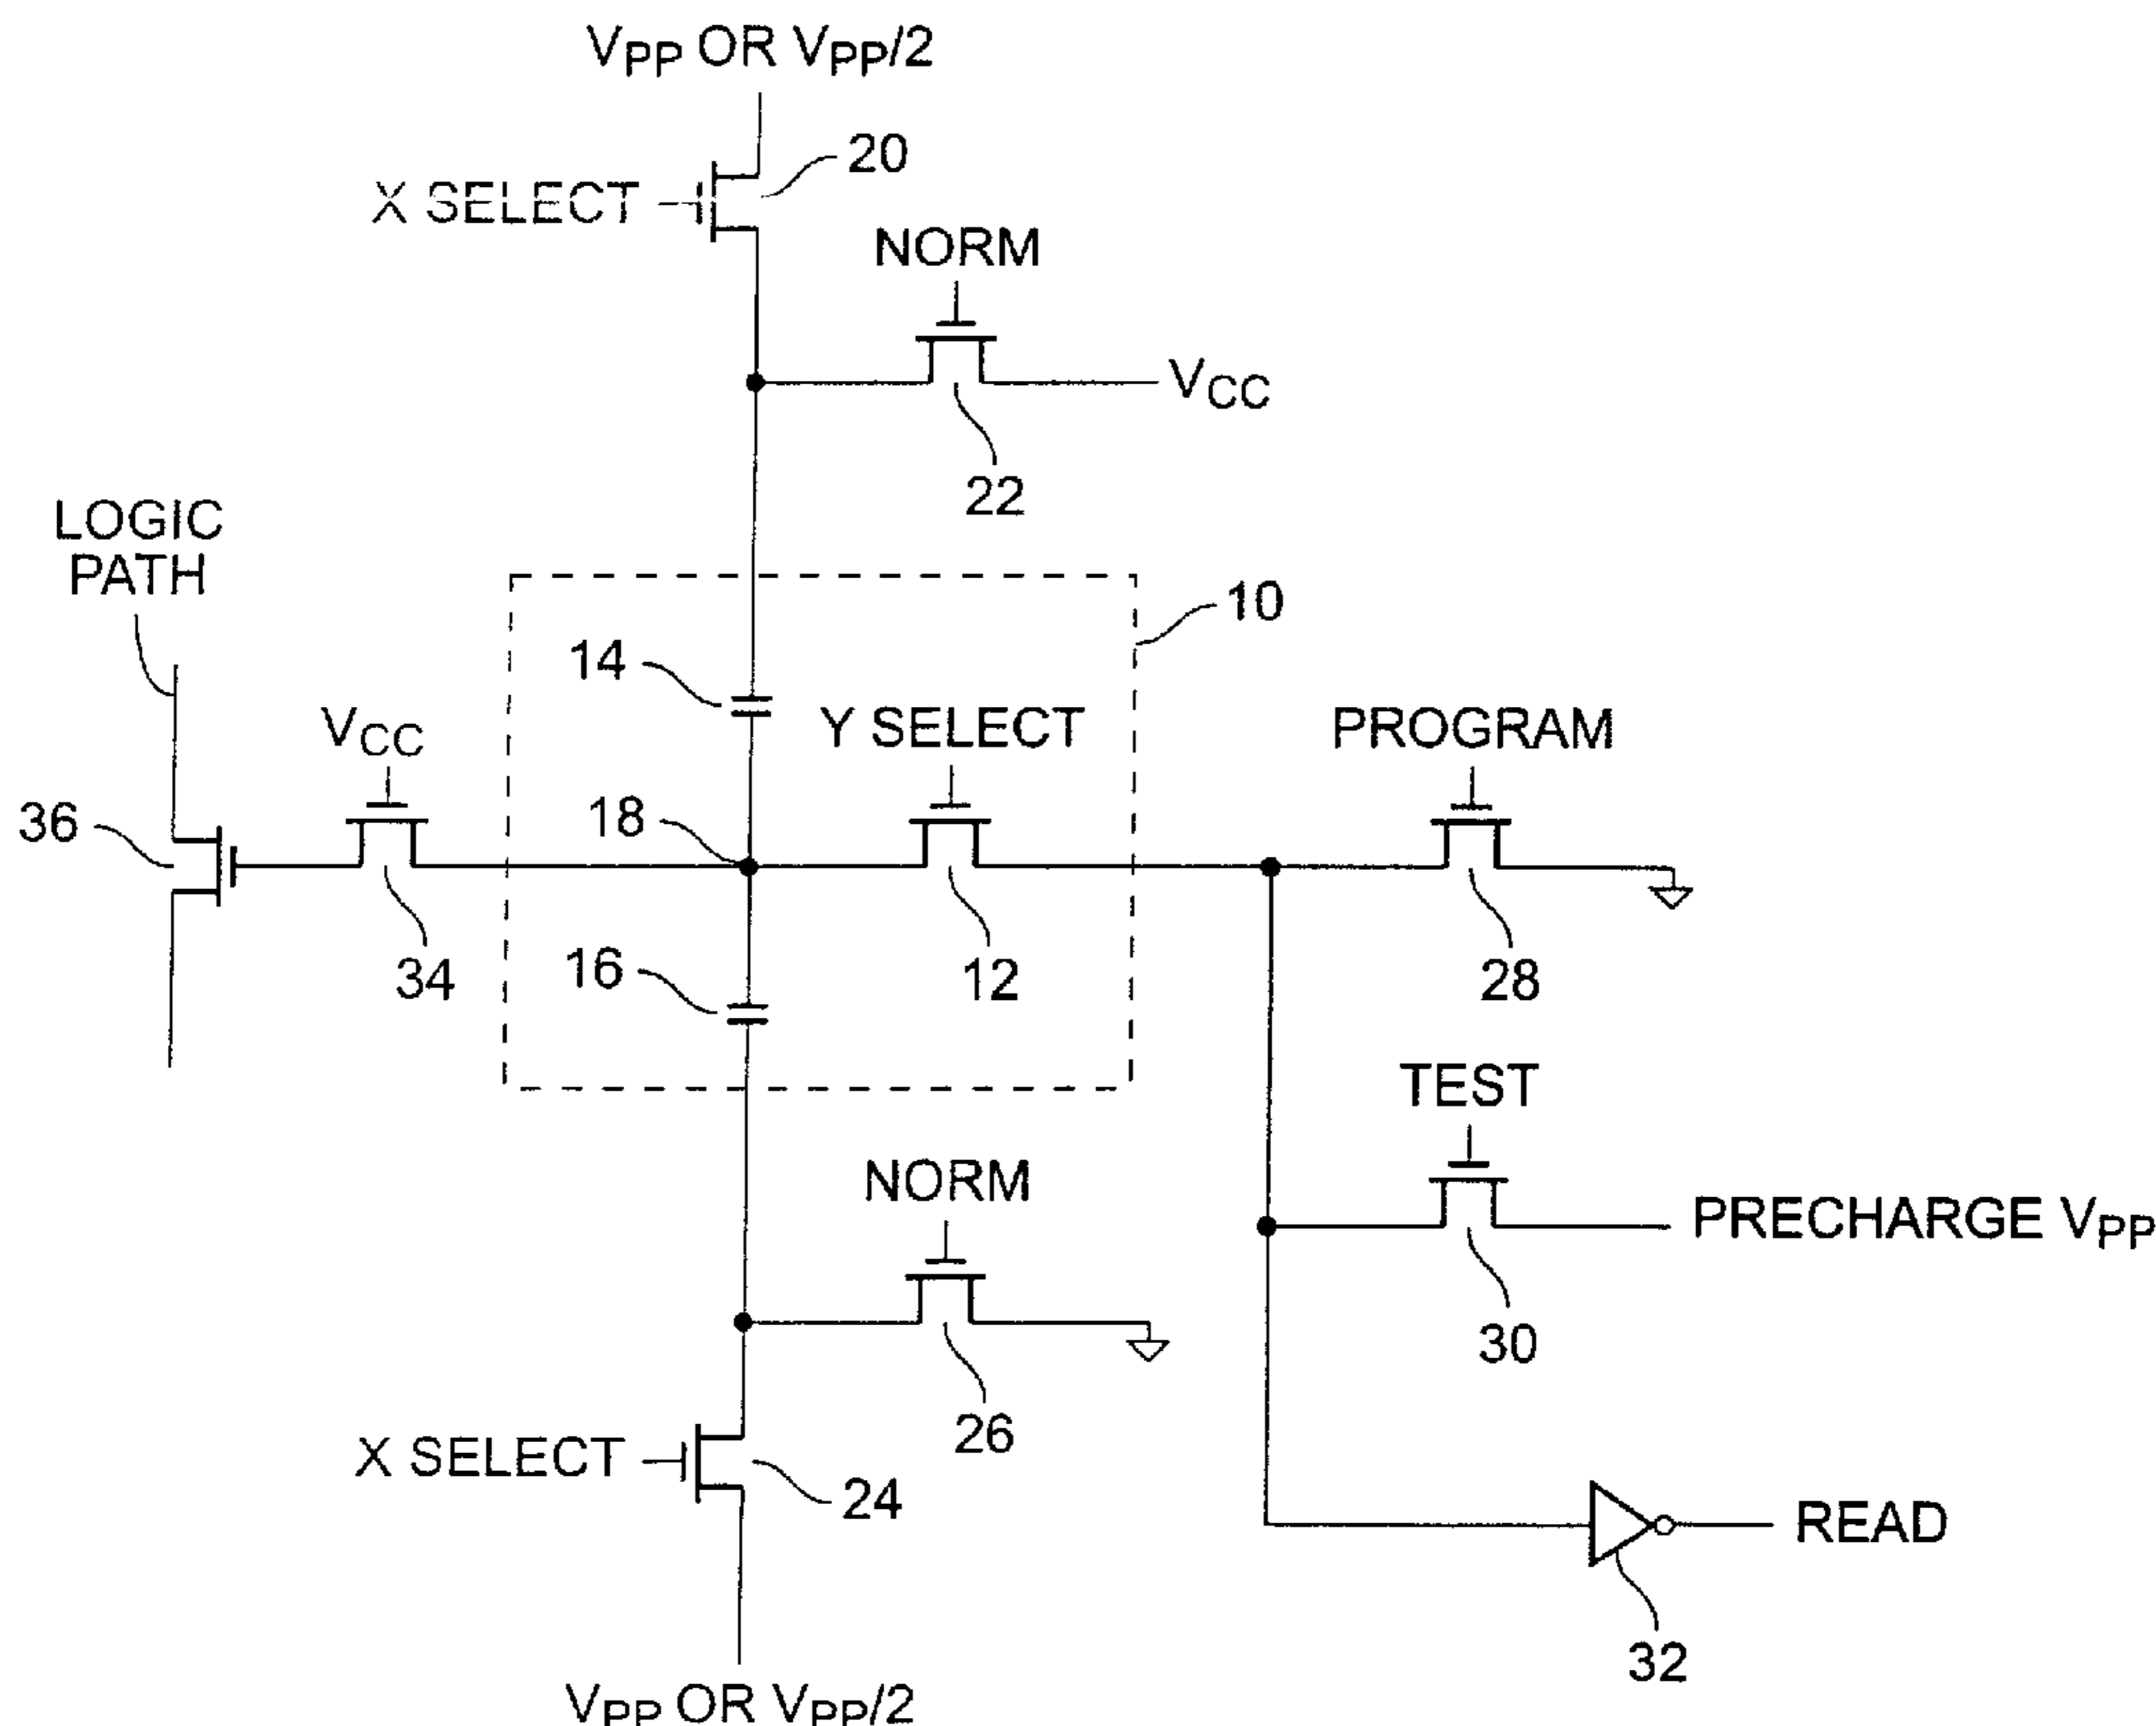 VPP OR VPP/2
20
X SELECT
NORM
VCC
22
LOGIC
PATH
10
14
VCC
Y SELECT
PROGRAM
36
18
34
16
12
28
TEST
NORM
PRECHARGE VPP
30
26
X SELECT
24
READ
32
VPP OR VPP/2